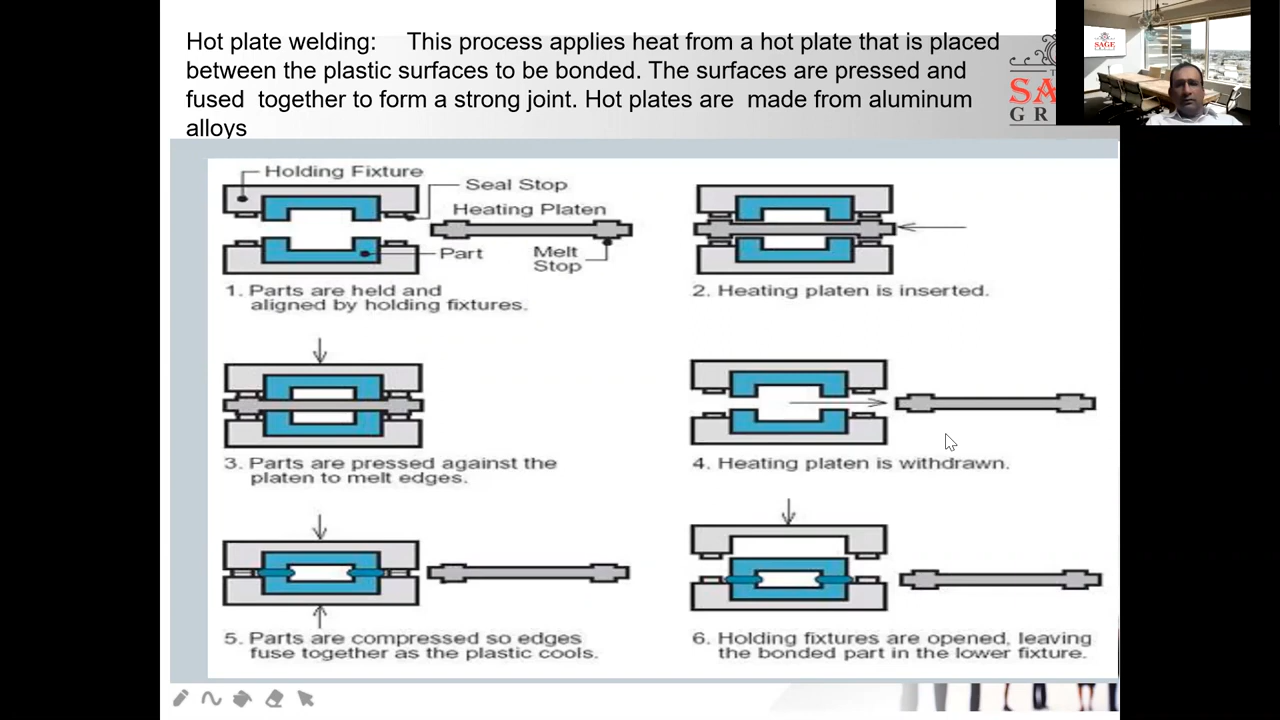 Hot plate welding: This process applies heat from a hot plate that is placed
between the plastic surfaces to be bonded. The surfaces are pressed and
fused together to form a strong joint. Hot plates are made from aluminum
alloys
SAGE
SA
GR
Holding Fixture
Seal Stop
Heating Platen
Part
Melt
Stop
1. Parts are held and
aligned by holding fixtures.
2. Heating platen is inserted.
3. Parts are pressed against the
platen to melt edges.
4. Heating platen is withdrawn.
5. Parts are compressed so edges
fuse together as the plastic cools.
6. Holding fixtures are opened, leaving
the bonded part in the lower fixture.